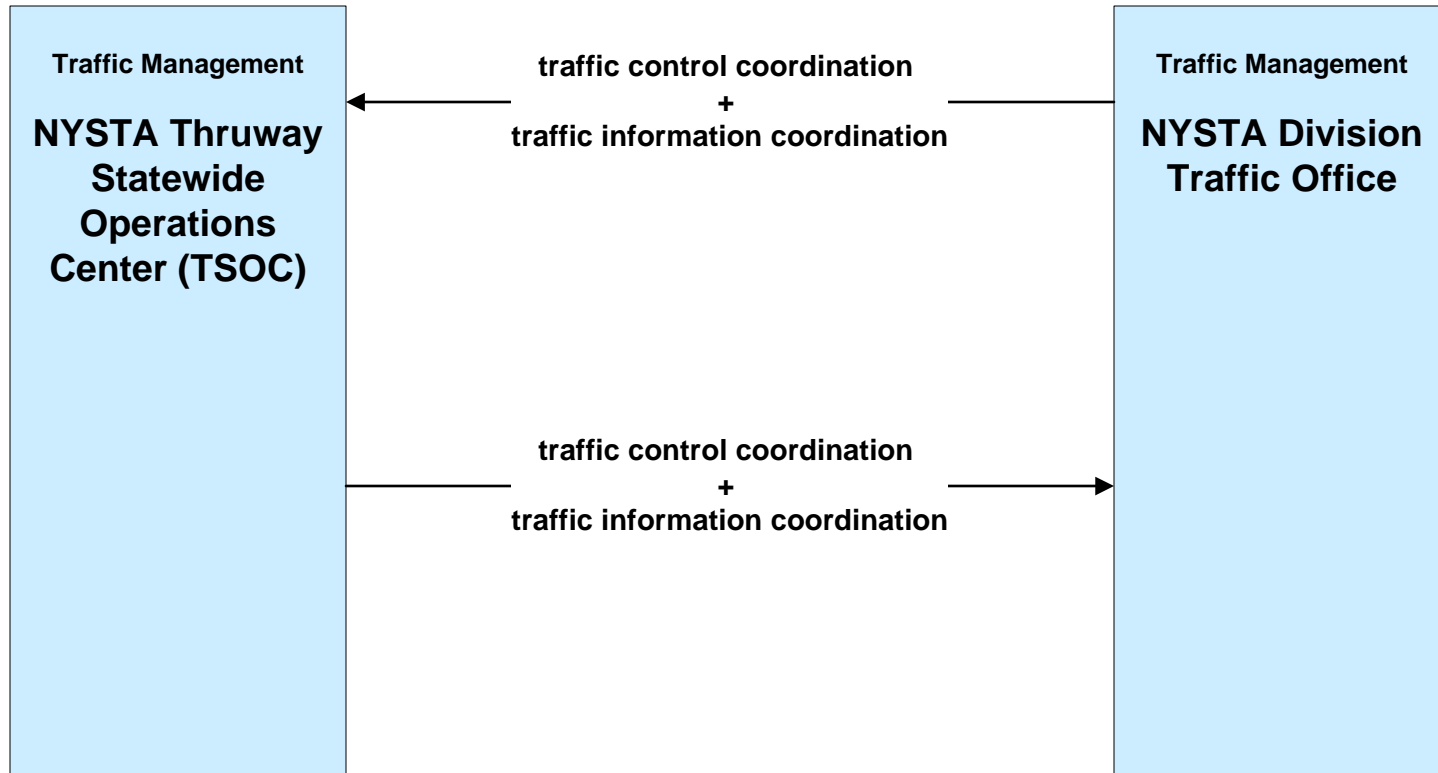 Traffic Management
NYSTA Thruway
Statewide
Operations
Center (TSOC)
traffic control coordination
+
traffic information coordination
traffic control coordination
+
traffic information coordination
Traffic Management
NYSTA Division
Traffic Office